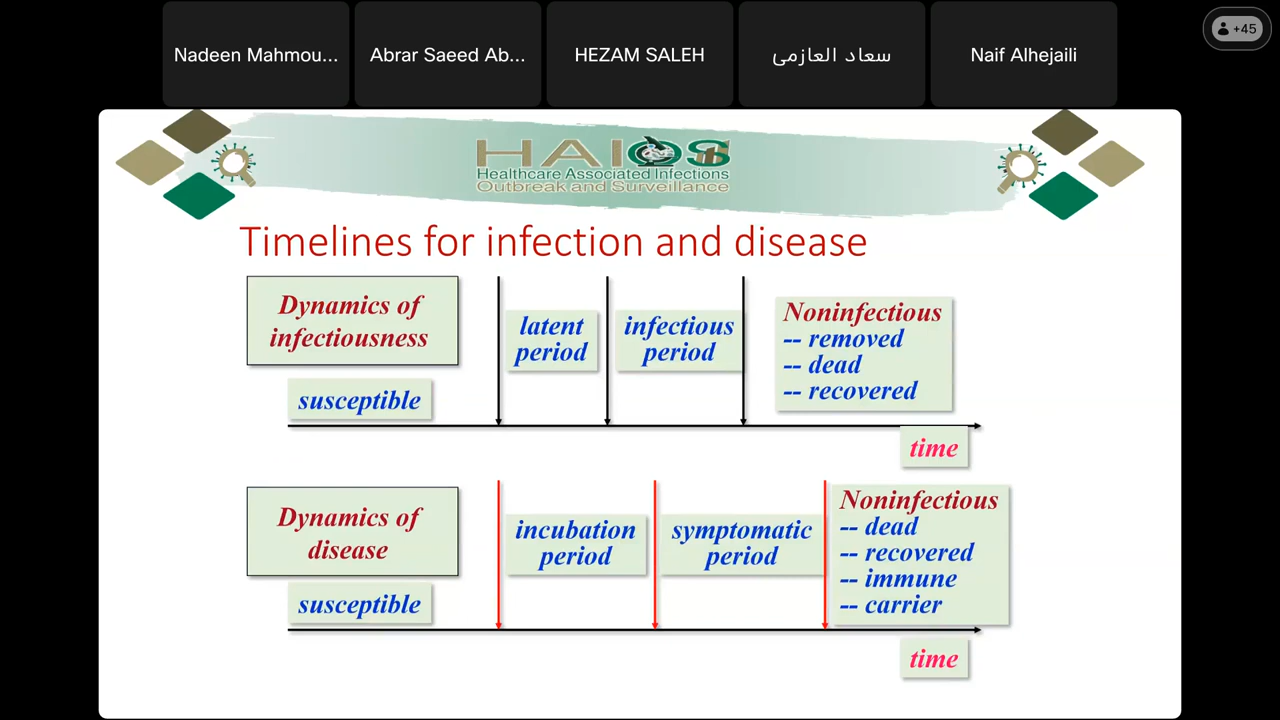 Nadeen Mahmou...
Abrar Saeed Ab...
HEZAM SALEH
سعاد العازمى
Naif Alhejaili
+45
HAIOS
Healthcare Associated Infections
Outbreak and Surveillance
Timelines for infection and disease
Dynamics of
infectiousness
latent
period
infectious
period
Noninfectious
-- removed
-- dead
-- recovered
susceptible
time
Dynamics of
disease
incubation
period
symptomatic
period
Noninfectious
-- dead
-- recovered
-- immune
-- carrier
susceptible
time